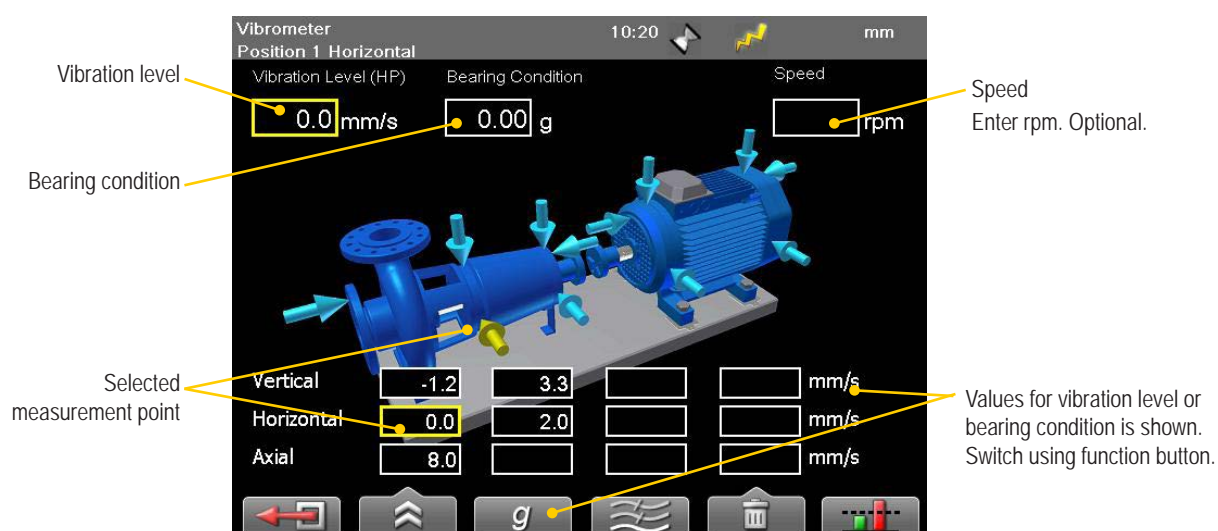 Vibrometer
10:20
mm
Position 1 Horizontal
Vibration level
Vibration Level (HP)
Bearing Condition
Speed
0.0 mm/s
0.00 g
rpm
Speed
Enter rpm. Optional.
Bearing condition
Selected
measurement point
Vertical -1.2 3.3 mm/s
Horizontal 0.0 2.0 mm/s
Axial 8.0 mm/s
Values for vibration level or
bearing condition is shown.
Switch using function button.
g